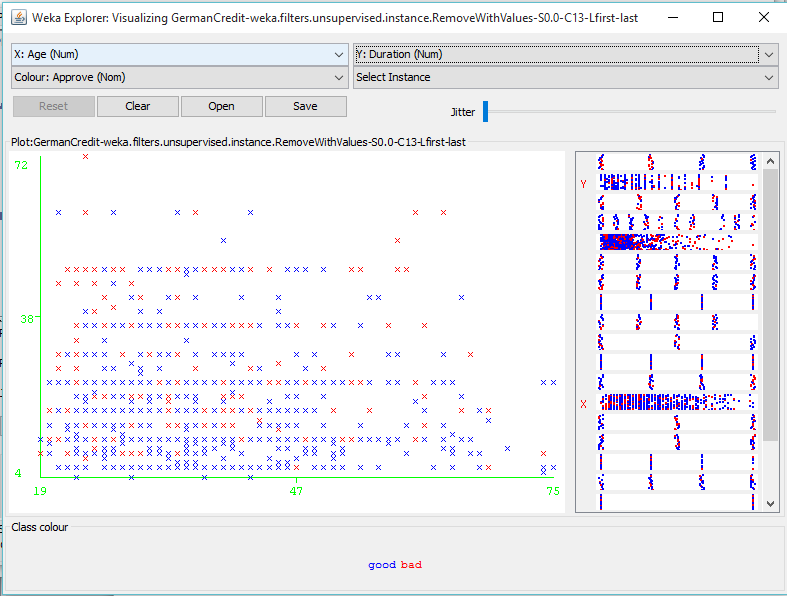 Weka Explorer: Visualizing GermanCredit-weka.filters.unsupervised.instance.RemoveWithValues-S0.0-C13-Lfirst-last
X: Age (Num)
Y: Duration (Num)
Colour: Approve (Nom)
Select Instance
Reset
Clear
Open
Save
Jitter
Plot:GermanCredit-weka.filters.unsupervised.instance.RemoveWithValues-S0.0-C13-Lfirst-last
72
38
4
19
47
75
Y
X
Class colour
good bad